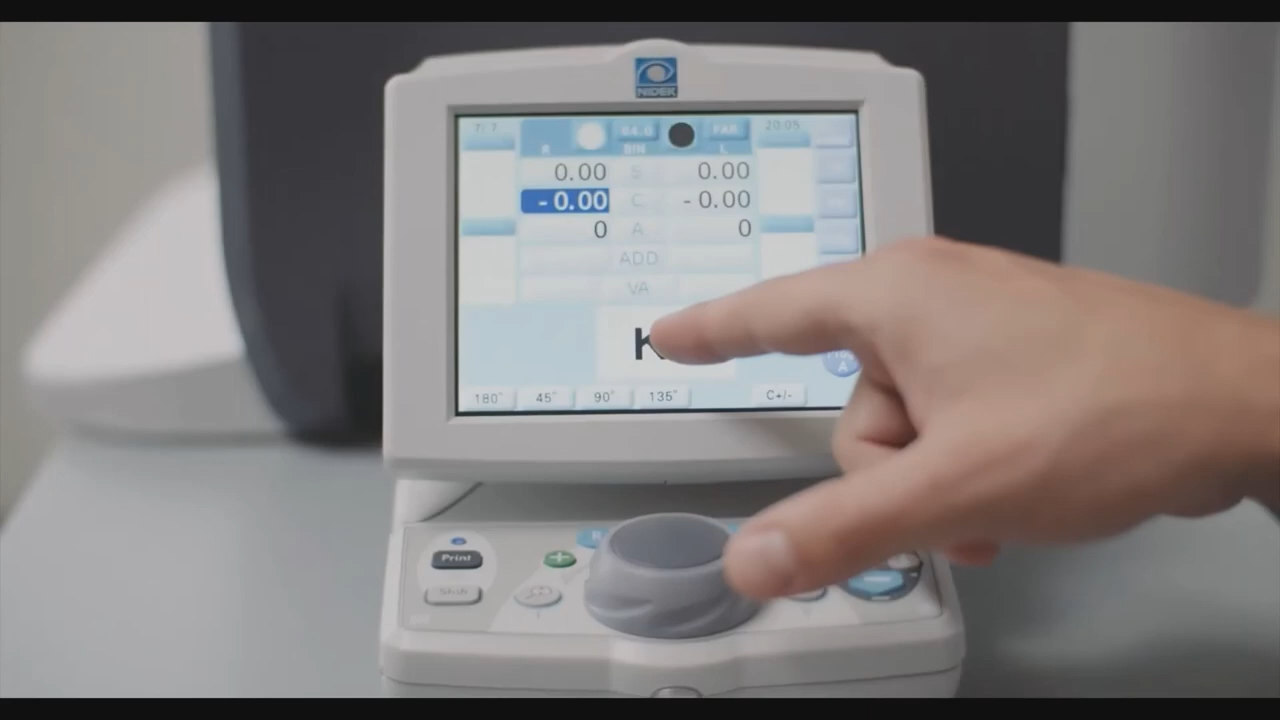 NIDEK
7/ 7 64.0 FAR 20:05
R BIN L
0.00 S 0.00
- 0.00 C - 0.00
0 A 0
ADD
VA
K
A
180° 45° 90° 135° C+/-
Print
Shift